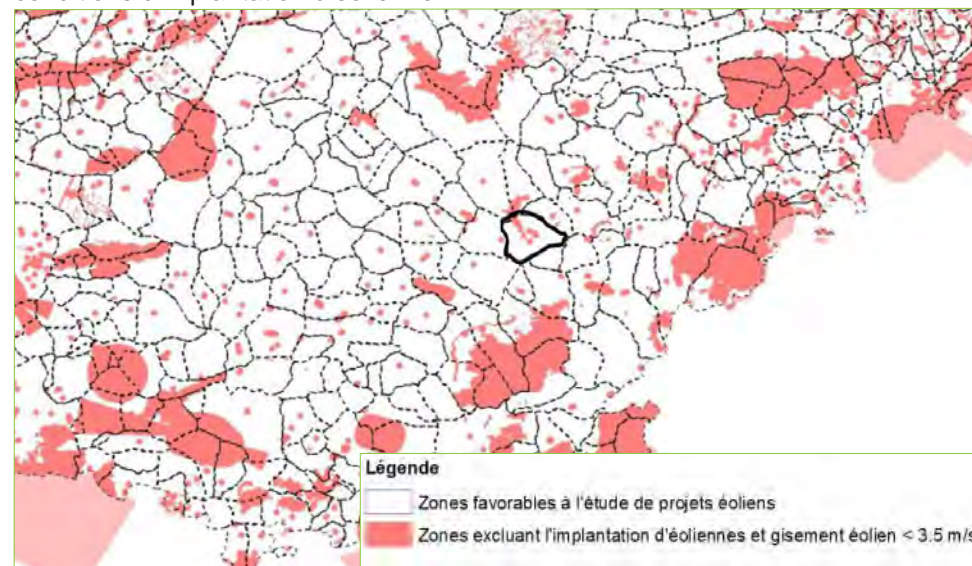 Légende
Zones favorables à l'étude de projets éoliens
Zones excluant l'implantation d'éoliennes et gisement éolien < 3.5 m/s